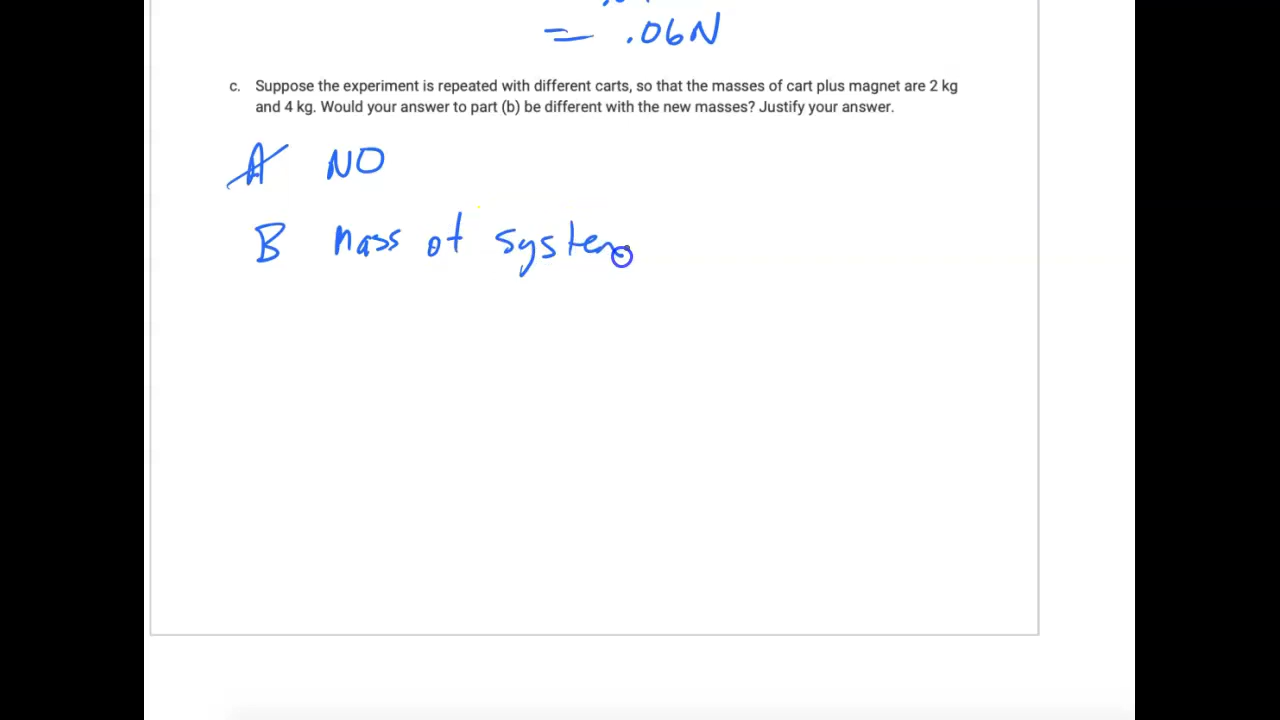 = .06N
c. Suppose the experiment is repeated with different carts, so that the masses of cart plus magnet are 2 kg
and 4 kg. Would your answer to part (b) be different with the new masses? Justify your answer.
A NO
B mass of system